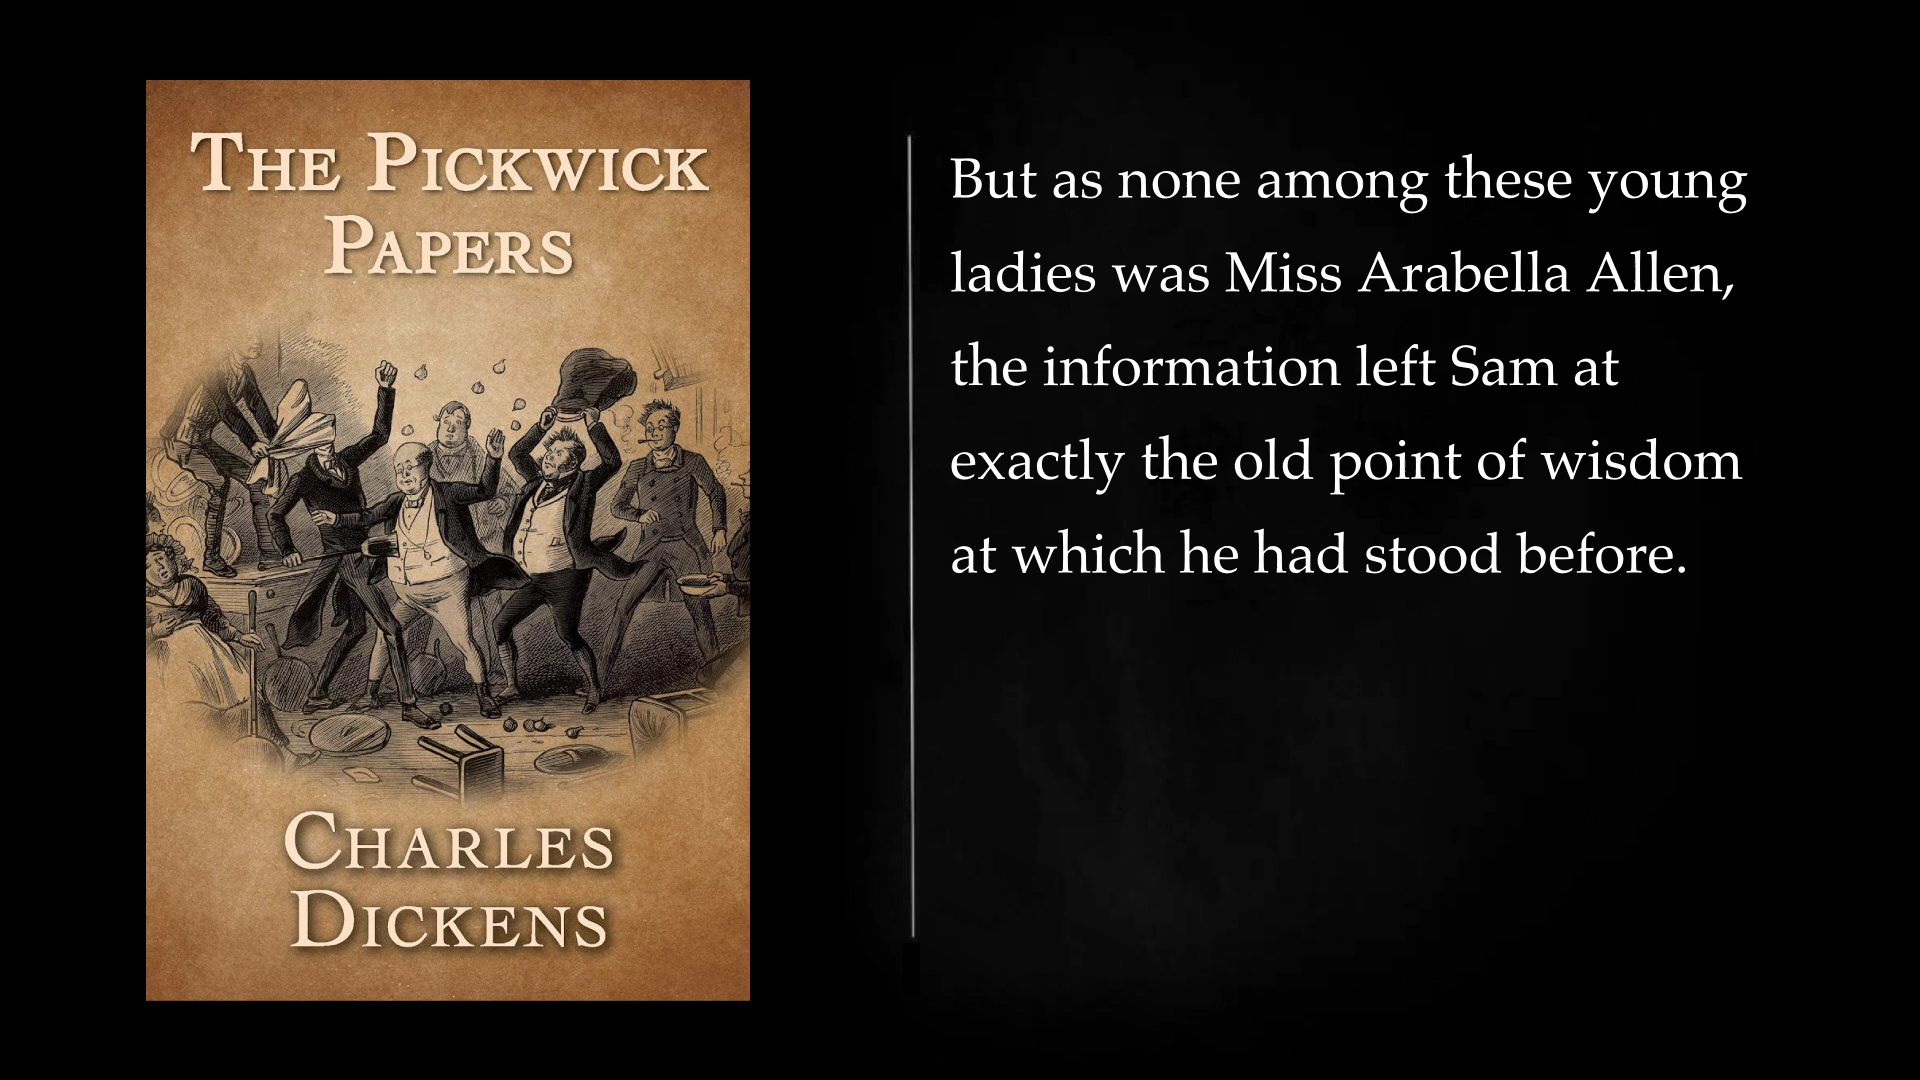 THE PICKWICK
PAPERS
CHARLES
DICKENS
But as none among these young
ladies was Miss Arabella Allen,
the information left Sam at
exactly the old point of wisdom
at which he had stood before.